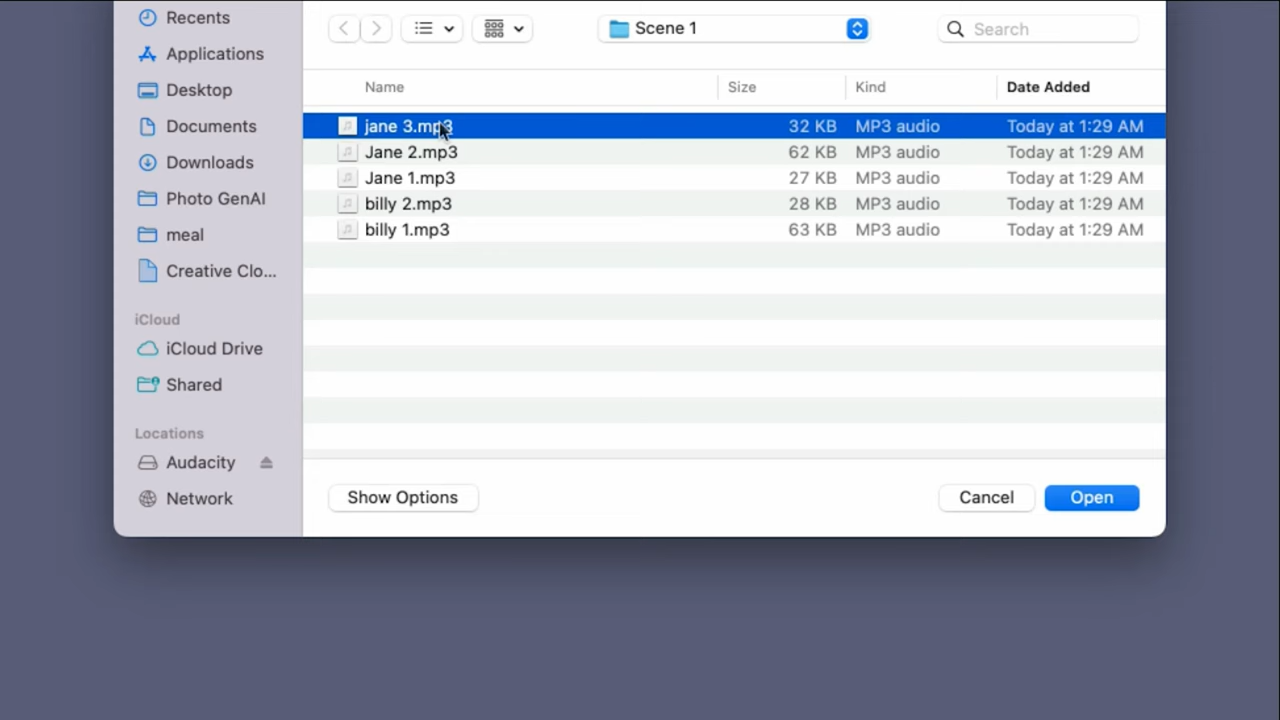 Recents
Applications
Desktop
Documents
Downloads
Photo GenAI
meal
Creative Clo...
iCloud
iCloud Drive
Shared
Locations
Audacity
Network
Scene 1
Search
Name Size Kind Date Added
jane 3.mp3 32 KB MP3 audio Today at 1:29 AM
Jane 2.mp3 62 KB MP3 audio Today at 1:29 AM
Jane 1.mp3 27 KB MP3 audio Today at 1:29 AM
billy 2.mp3 28 KB MP3 audio Today at 1:29 AM
billy 1.mp3 63 KB MP3 audio Today at 1:29 AM
Show Options Cancel Open